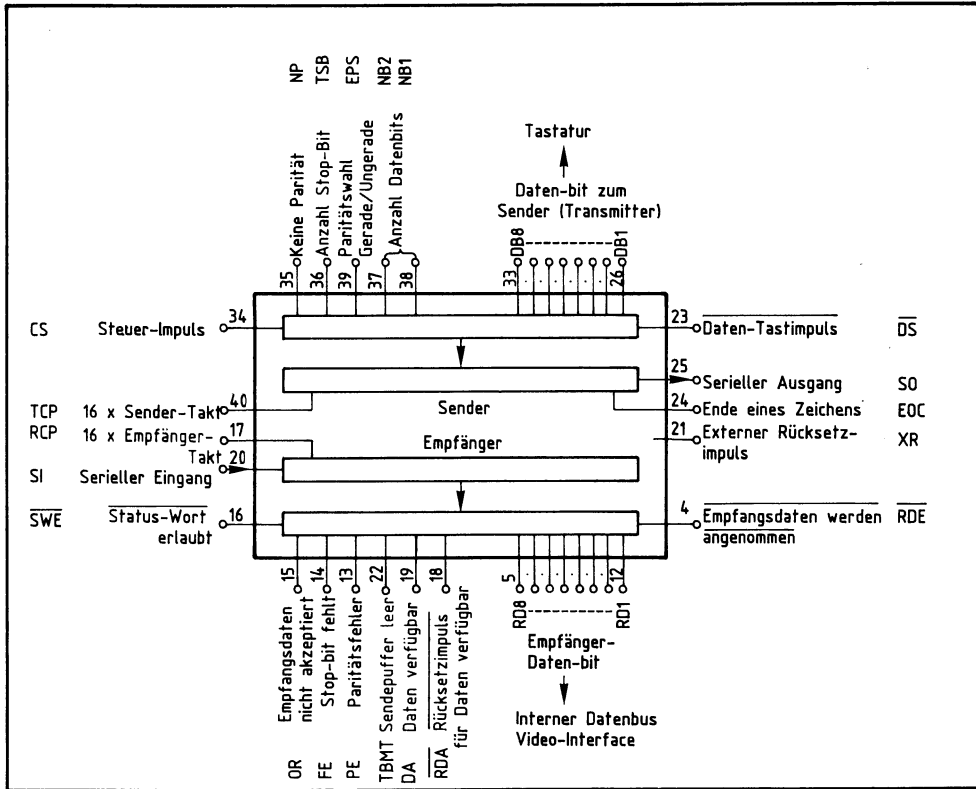 NP
TSB
EPS
NB2
NB1
Keine Parität
Anzahl Stop-Bit
Paritätswahl
Gerade/Ungerade
Anzahl Datenbits
35
36
39
37
38
Tastatur
Daten-bit zum
Sender (Transmitter)
DB8
DB1
33
26
CS
Steuer-Impuls
34
23
Daten-Tastimpuls
DS
25
Serieller Ausgang
SO
TCP
16 x Sender-Takt
40
Sender
24
Ende eines Zeichens
EOC
RCP
16 x Empfänger-
Takt
17
Empfänger
21
Externer Rücksetz-
impuls
XR
SI
Serieller Eingang
20
SWE
Status-Wort
erlaubt
16
4
Empfangsdaten werden
angenommen
RDE
15
14
13
22
19
18
5
12
RD8
RD1
Empfangsdaten
nicht akzeptiert
Stop-bit fehlt
Paritätsfehler
TBMT Sendepuffer leer
DA Daten verfügbar
RDA Rücksetzimpuls
für Daten verfügbar
OR
FE
PE
Empfänger-
Daten-bit
Interner Datenbus
Video-Interface